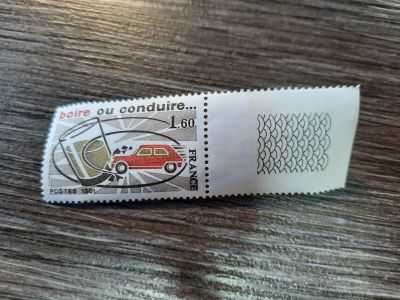 boire ou conduire...
1,60
FRANCE
POSTES 1981